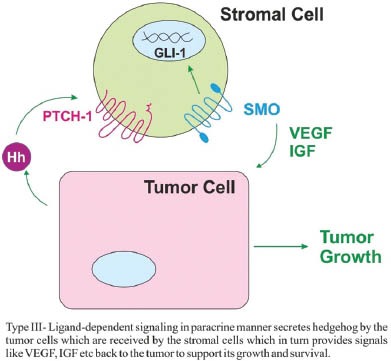 Stromal Cell
GLI-1
PTCH-1
SMO
VEGF
IGF
Hh
Tumor Cell
Tumor
Growth
Type III- Ligand-dependent signaling in paracrine manner secretes hedgehog by the
tumor cells which are received by the stromal cells which in turn provides signals
like VEGF, IGF etc back to the tumor to support its growth and survival.